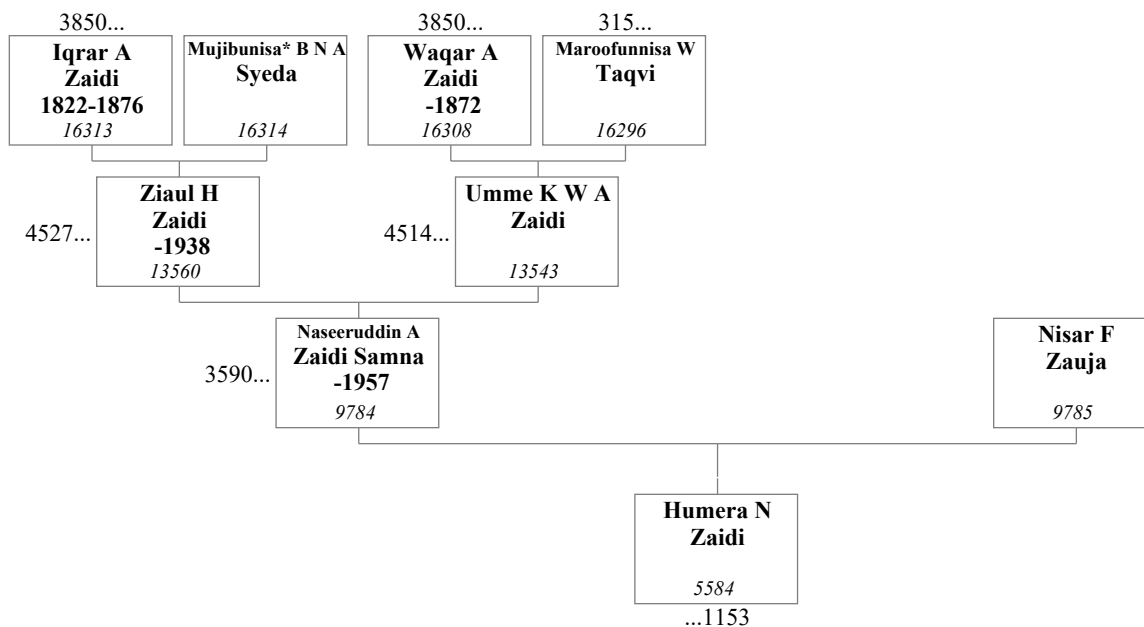 3850...
3850...
315...
Iqrar A
Zaidi
1822-1876
16313
Mujibunisa* B N A
Syeda
16314
Waqar A
Zaidi
-1872
16308
Maroofunnisa W
Taqvi
16296
4527...
Ziaul H
Zaidi
-1938
13560
4514...
Umme K W A
Zaidi
13543
3590...
Naseeruddin A
Zaidi Samna
-1957
9784
Nisar F
Zauja
9785
Humera N
Zaidi
5584
...1153